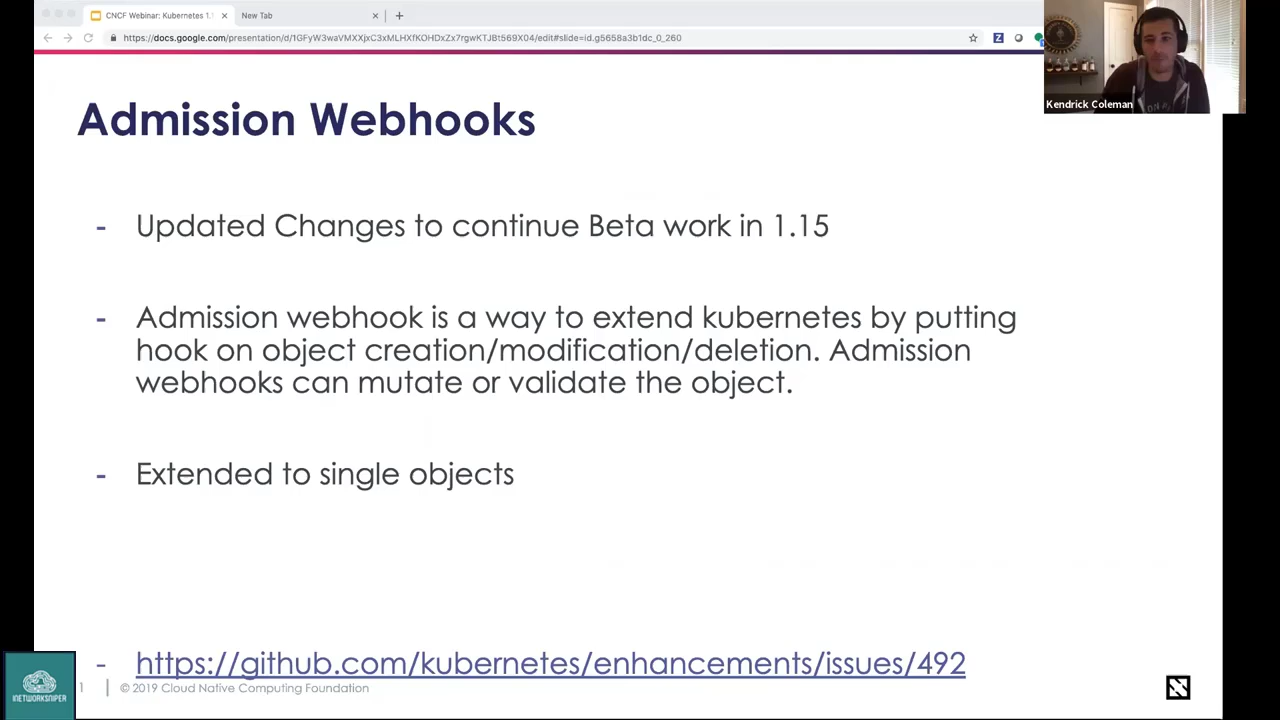 CNCF Webinar: Kubernetes 1.1
New Tab
https://docs.google.com/presentation/d/1GFyW3waVMXXjxC3xMLHXfKOHDxZx7rgwKTJBt569X04/edit#slide=id.g5658a3b1dc_0_260
Z
Kendrick Coleman
Admission Webhooks
- Updated Changes to continue Beta work in 1.15
- Admission webhook is a way to extend kubernetes by putting
hook on object creation/modification/deletion. Admission
webhooks can mutate or validate the object.
- Extended to single objects
- https://github.com/kubernetes/enhancements/issues/492
1 | © 2019 Cloud Native Computing Foundation
INETWORKSNIPER